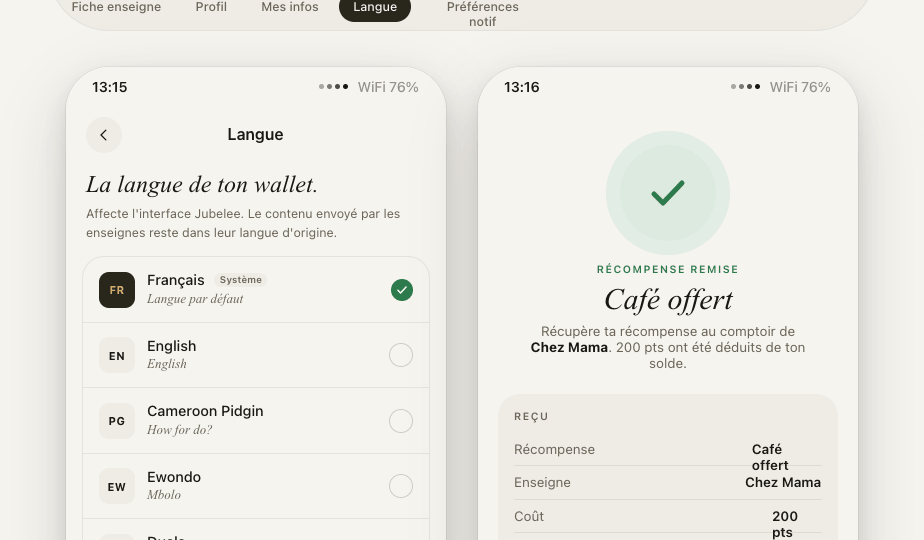 Fiche enseigne
Profil
Mes infos
Langue
Préférences
notif
13:15
WiFi 76%
Langue
La langue de ton wallet.
Affecte l'interface Jubelee. Le contenu envoyé par les
enseignes reste dans leur langue d'origine.
FR
Français
Système
Langue par défaut
EN
English
English
PG
Cameroon Pidgin
How for do?
EW
Ewondo
Mbolo
13:16
WiFi 76%
RÉCOMPENSE REMISE
Café offert
Récupère ta récompense au comptoir de
Chez Mama. 200 pts ont été déduits de ton
solde.
REÇU
Récompense
Café
offert
Enseigne
Chez Mama
Coût
200
pts